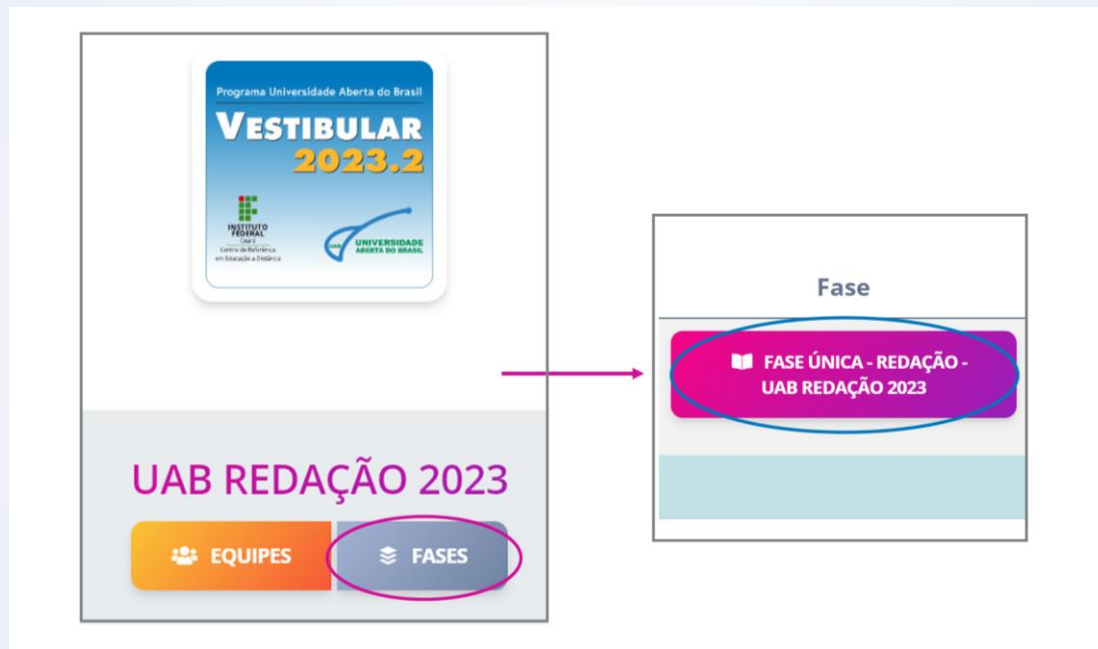 Programa Universidade Aberta do Brasil
VESTIBULAR
2023.2
INSTITUTO
FEDERAL
Ceará
Centro de Referência
em Educação a Distância
UAB
UNIVERSIDADE
ABERTA DO BRASIL
UAB REDAÇÃO 2023
EQUIPES
FASES
Fase
FASE ÚNICA - REDAÇÃO -
UAB REDAÇÃO 2023